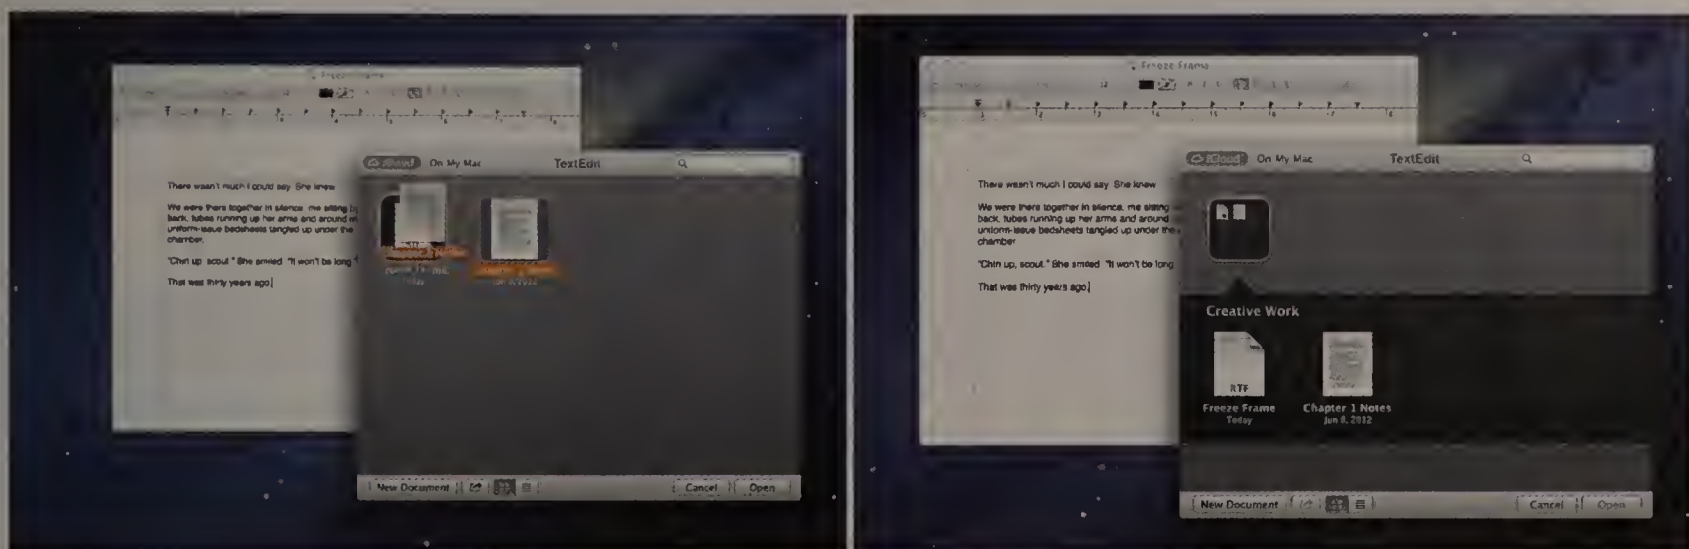 Freeze Frame
iCloud On My Mac TextEdit
There wasn't much I could say. She knew
We were there together in silence, me sitting by
back, tubes running up her arms and around
uniform-issue bedsheets tangled up under the
chamber.
"Chin up, scout." She smiled. "It won't be long
That was thirty years ago.
Today
New Document Cancel Open
Freeze Frame
iCloud On My Mac TextEdit
There wasn't much I could say. She knew
We were there together in silence, me sitting
back, tubes running up her arms and around
uniform-issue bedsheets tangled up under the
chamber.
"Chin up, scout." She smiled. "It won't be long
That was thirty years ago.
Creative Work
RTF
Freeze Frame Chapter 1 Notes
Today Jun 8, 2012
New Document Cancel Open